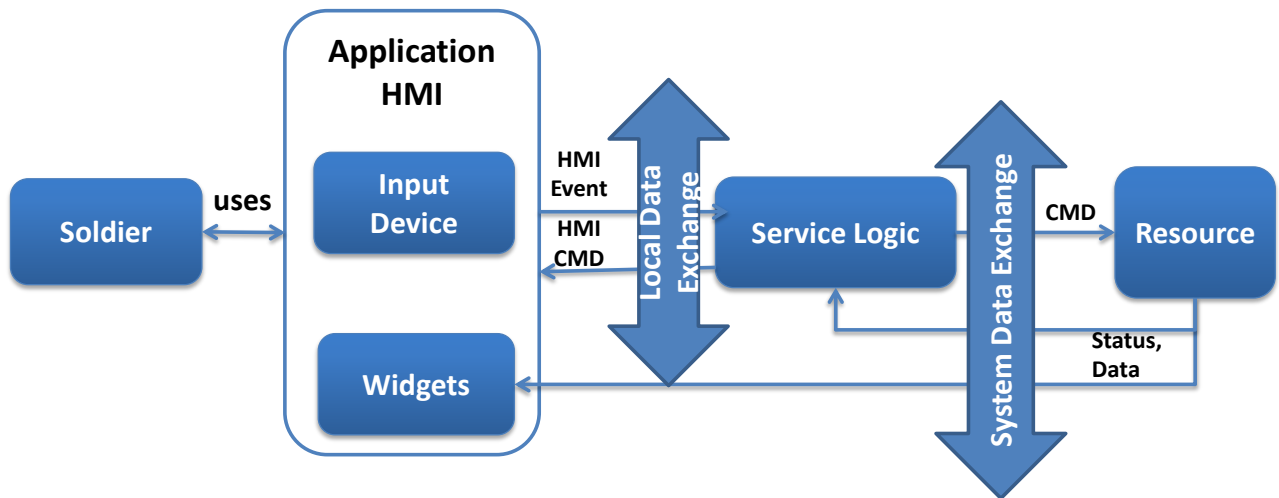 Application
HMI
Soldier
uses
Input
Device
Widgets
HMI
Event
HMI
CMD
Local Data
Exchange
Service Logic
System Data Exchange
CMD
Resource
Status,
Data